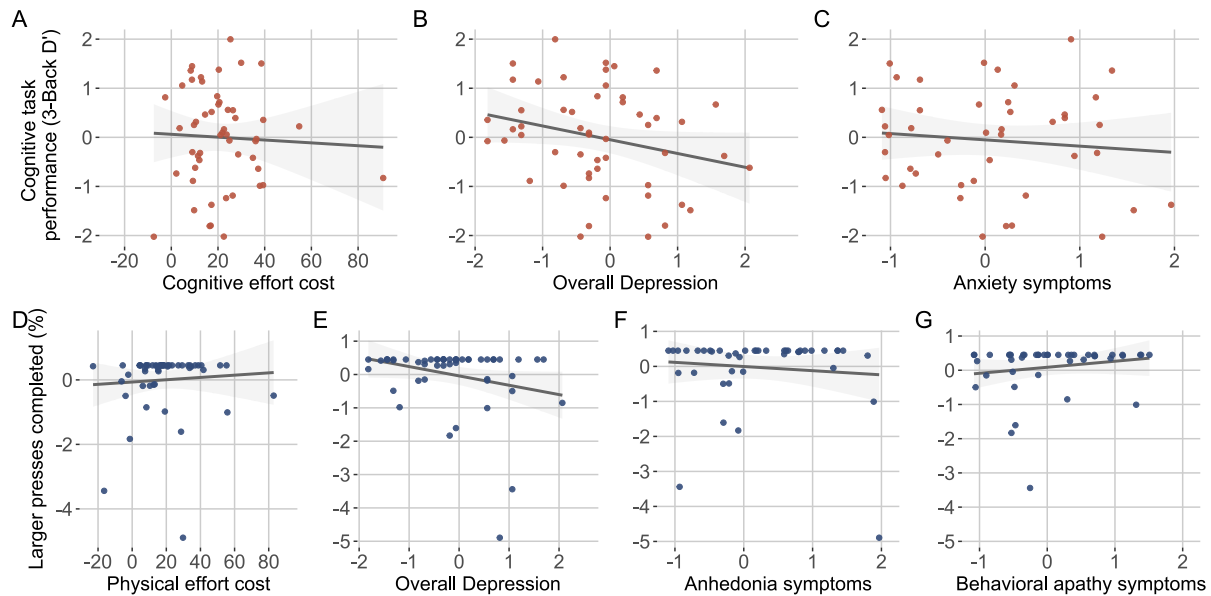 A
B
C
Cognitive task
performance (3-Back D')
2
1
0
-1
-2
-20 0 20 40 60 80
Cognitive effort cost
2
1
0
-1
-2
-2 -1 0 1 2
Overall Depression
2
1
0
-1
-2
-1 0 1 2
Anxiety symptoms
D
E
F
G
Larger presses completed (%)
0
-2
-4
-20 0 20 40 60 80
Physical effort cost
1
0
-1
-2
-3
-4
-5
-2 -1 0 1 2
Overall Depression
1
0
-1
-2
-3
-4
-5
-1 0 1 2
Anhedonia symptoms
1
0
-1
-2
-3
-4
-5
-1 0 1 2
Behavioral apathy symptoms